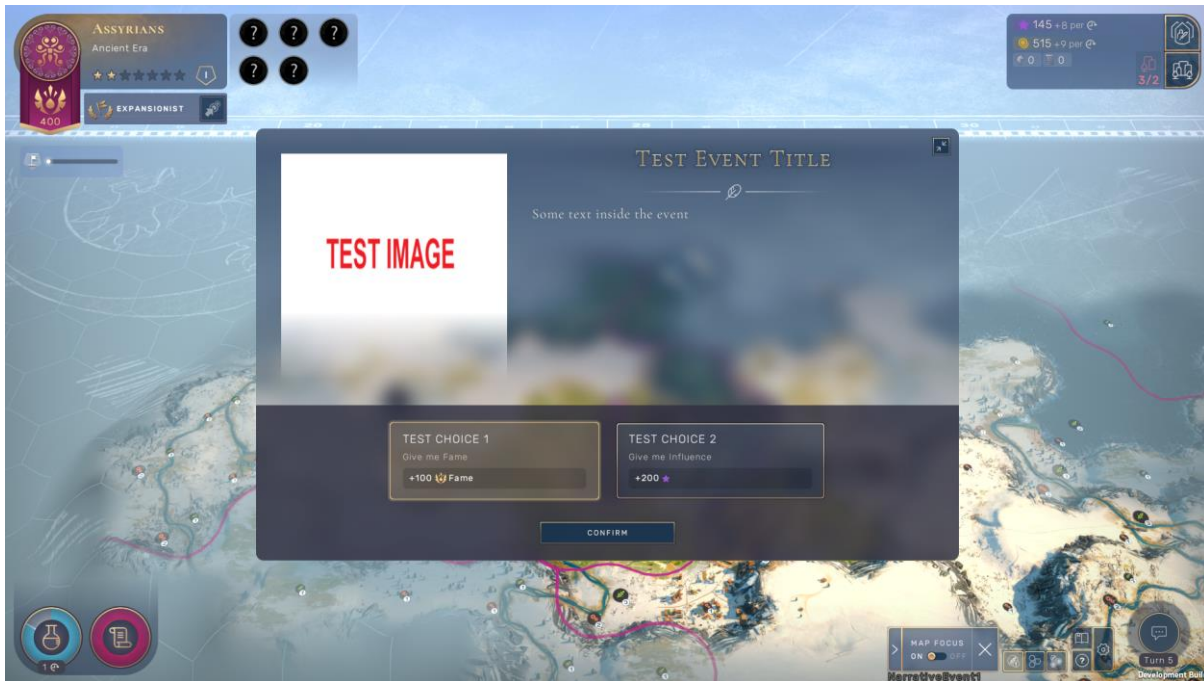 ASSYRIANS
Ancient Era
I
400
EXPANSIONIST
? ? ?
? ?
145 +8 per
515 +9 per
0 0
3/2
TEST EVENT TITLE
Some text inside the event
TEST IMAGE
TEST CHOICE 1
Give me Fame
+100 Fame
TEST CHOICE 2
Give me Influence
+200
CONFIRM
1
MAP FOCUS
ON OFF
?
Turn 5
NarrativeEvent1
Development Buil